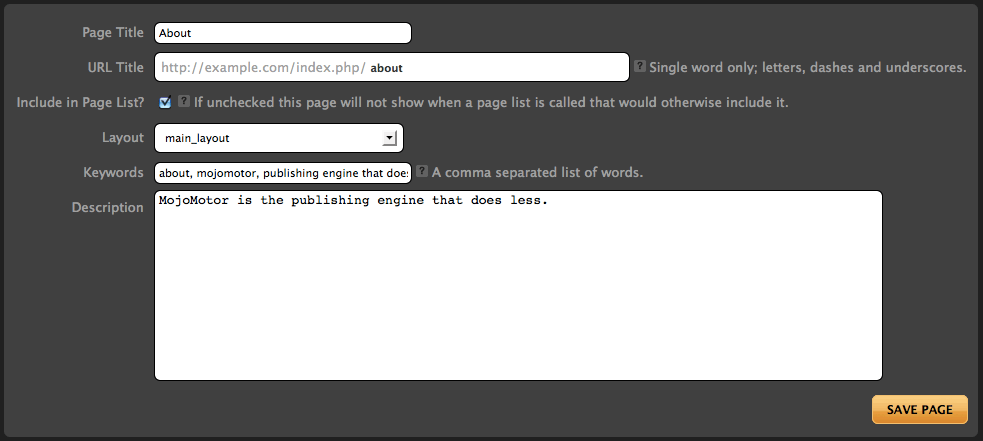 Page Title About
URL Title http://example.com/index.php/ about ? Single word only; letters, dashes and underscores.
Include in Page List? ? If unchecked this page will not show when a page list is called that would otherwise include it.
Layout main_layout
Keywords about, mojomotor, publishing engine that does ? A comma separated list of words.
Description MojoMotor is the publishing engine that does less.
SAVE PAGE